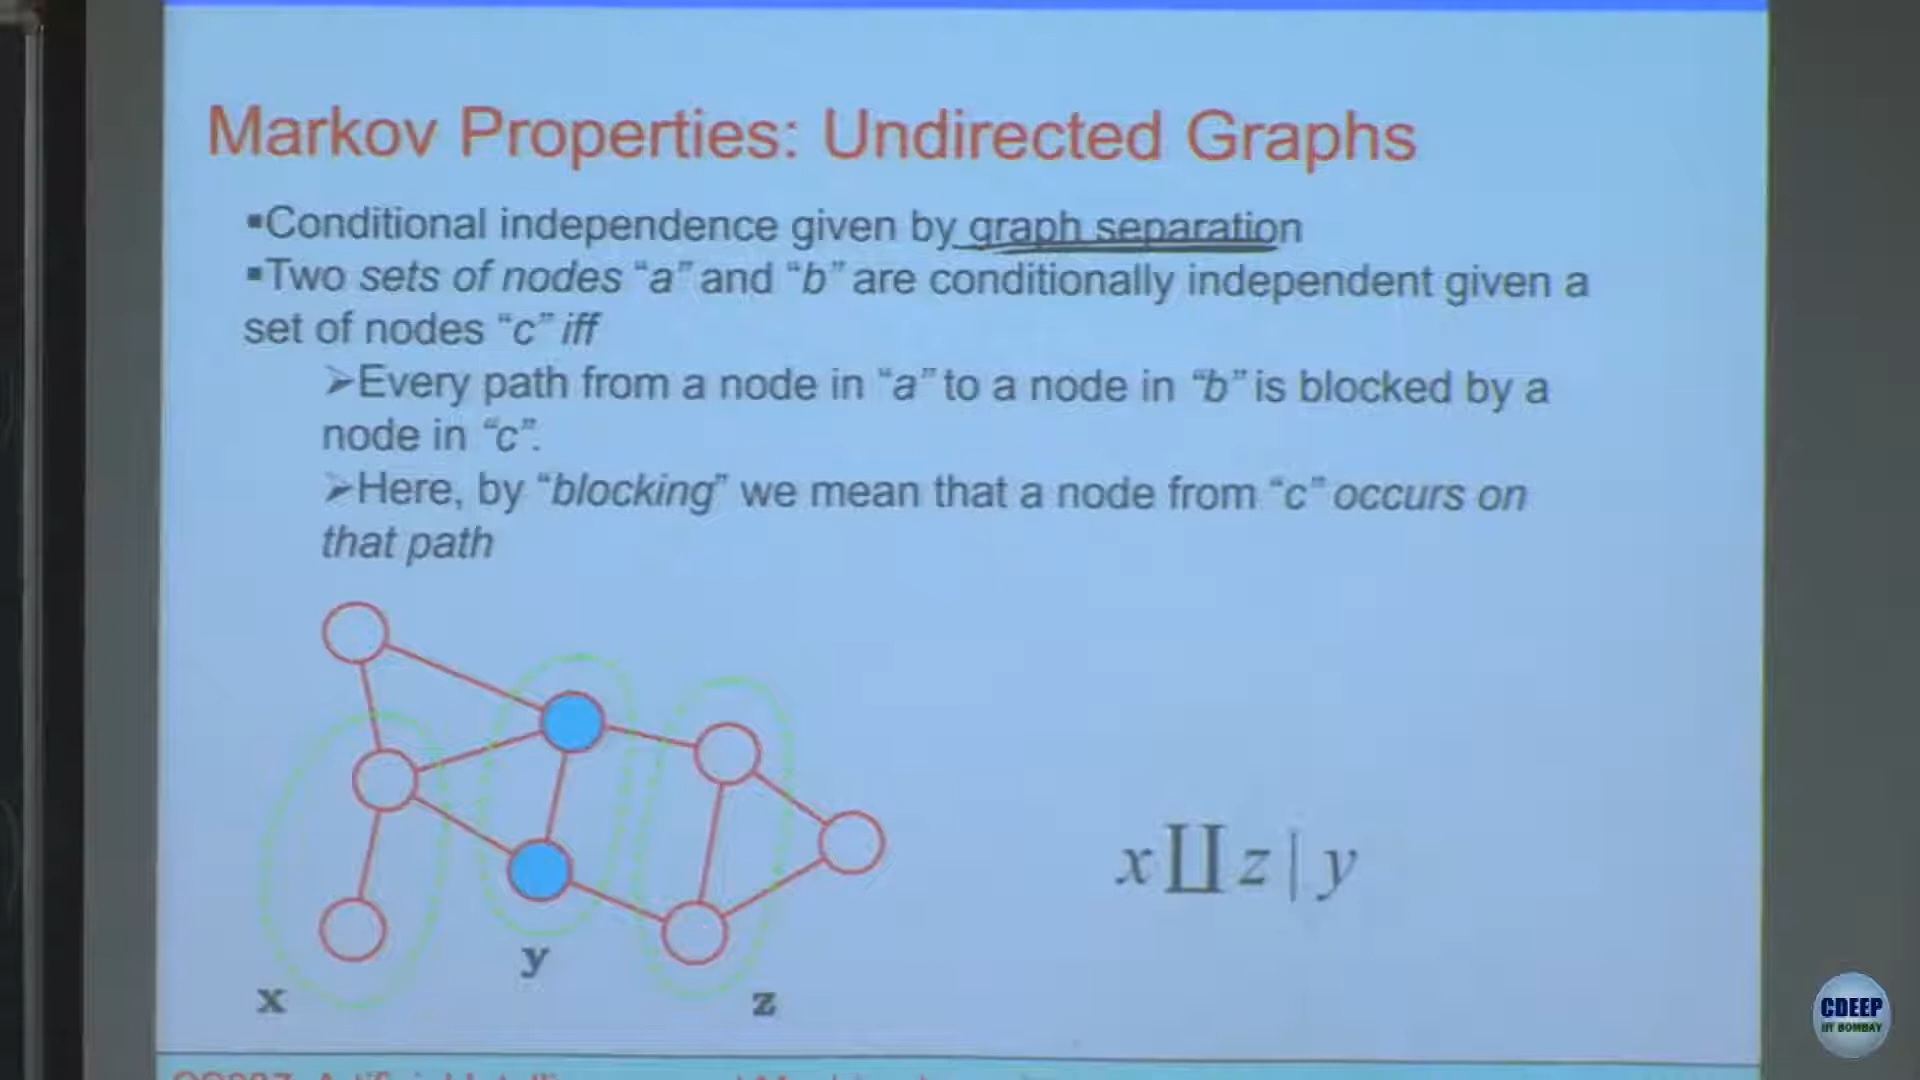 Markov Properties: Undirected Graphs
▪Conditional independence given by graph separation
▪Two sets of nodes “a” and “b” are conditionally independent given a
set of nodes “c” iff
➢Every path from a node in “a” to a node in “b” is blocked by a
node in “c”.
➢Here, by “blocking” we mean that a node from “c” occurs on
that path
x ∐ z | y
y
x
z
CDEEP
IIT BOMBAY